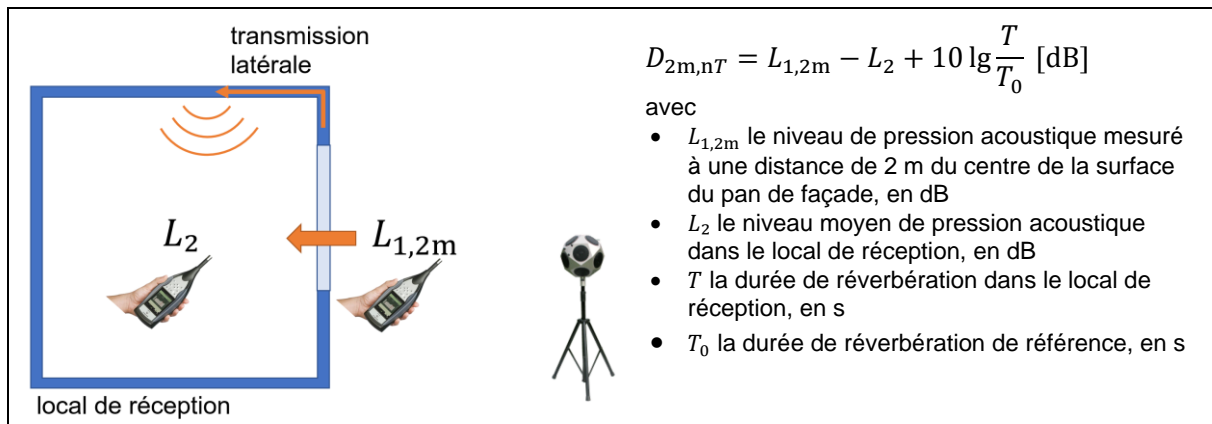 transmission
latérale
L₂
L₁,₂ₘ
local de réception
D₂ₘ,ₙT = L₁,₂ₘ − L₂ + 10 lg T/T₀ [dB]
avec
• L₁,₂ₘ le niveau de pression acoustique mesuré
à une distance de 2 m du centre de la surface
du pan de façade, en dB
• L₂ le niveau moyen de pression acoustique
dans le local de réception, en dB
• T la durée de réverbération dans le local de
réception, en s
• T₀ la durée de réverbération de référence, en s